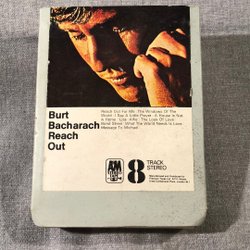 Reach Out For Me · The Windows Of The
World · I Say A Little Prayer · A House Is Not
A Home · Lisa · Alfie · The Look Of Love
Bond Street · What The World Needs Is Love
Message To Michael
Burt
Bacharach
Reach
Out
A&M
8
TRACK
STEREO